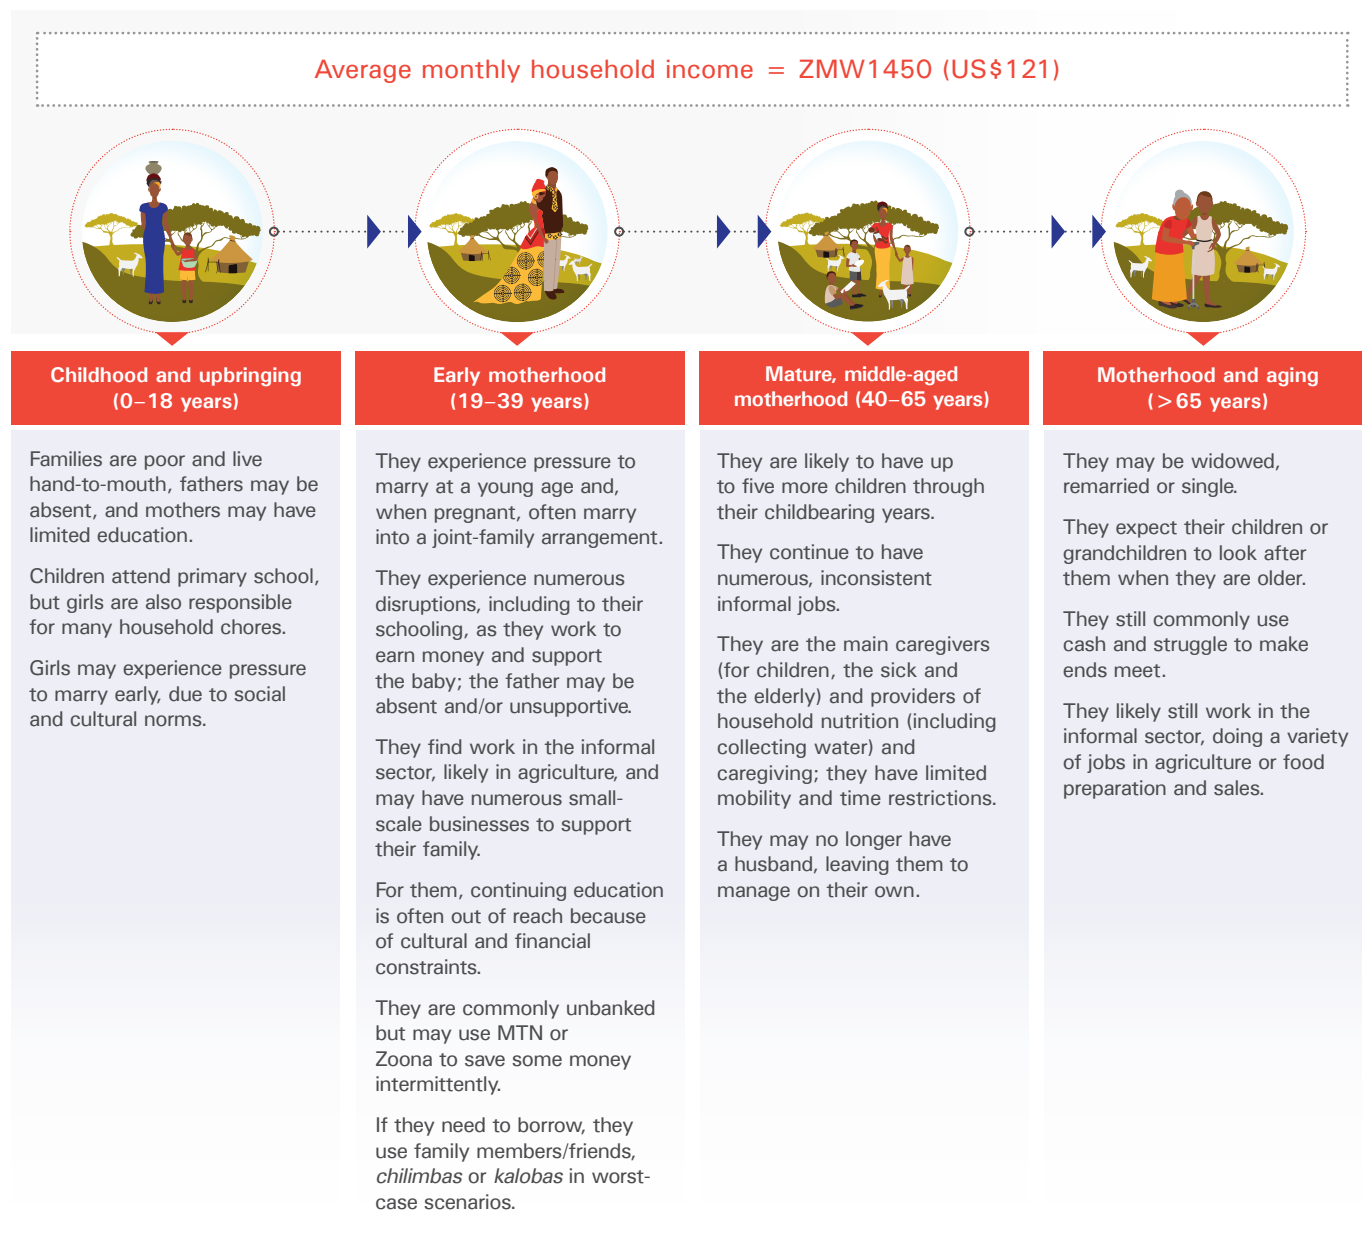 Average monthly household income = ZMW1450 (US$121)
Childhood and upbringing
(0–18 years)
Families are poor and live
hand-to-mouth, fathers may be
absent, and mothers may have
limited education.
Children attend primary school,
but girls are also responsible
for many household chores.
Girls may experience pressure
to marry early, due to social
and cultural norms.
Early motherhood
(19–39 years)
They experience pressure to
marry at a young age and,
when pregnant, often marry
into a joint-family arrangement.
They experience numerous
disruptions, including to their
schooling, as they work to
earn money and support
the baby; the father may be
absent and/or unsupportive.
They find work in the informal
sector, likely in agriculture, and
may have numerous small-
scale businesses to support
their family.
For them, continuing education
is often out of reach because
of cultural and financial
constraints.
They are commonly unbanked
but may use MTN or
Zoona to save some money
intermittently.
If they need to borrow, they
use family members/friends,
chilimbas or kalobas in worst-
case scenarios.
Mature, middle-aged
motherhood (40–65 years)
They are likely to have up
to five more children through
their childbearing years.
They continue to have
numerous, inconsistent
informal jobs.
They are the main caregivers
(for children, the sick and
the elderly) and providers of
household nutrition (including
collecting water) and
caregiving; they have limited
mobility and time restrictions.
They may no longer have
a husband, leaving them to
manage on their own.
Motherhood and aging
(>65 years)
They may be widowed,
remarried or single.
They expect their children or
grandchildren to look after
them when they are older.
They still commonly use
cash and struggle to make
ends meet.
They likely still work in the
informal sector, doing a variety
of jobs in agriculture or food
preparation and sales.